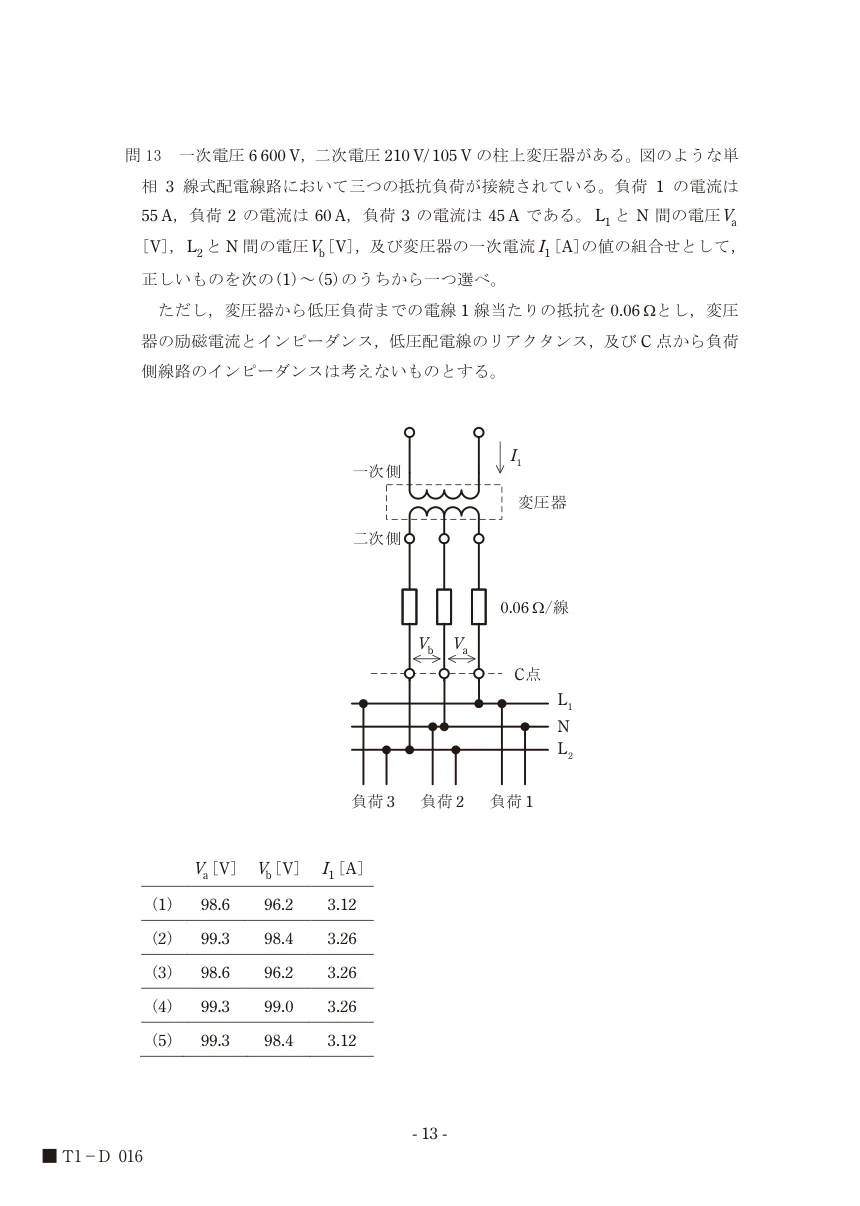 問 13 一次電圧 6 600 V，二次電圧 210 V/ 105 V の柱上変圧器がある。図のような単
相 3 線式配電線路において三つの抵抗負荷が接続されている。負荷 1 の電流は
55 A，負荷 2 の電流は 60 A，負荷 3 の電流は 45 A である。L1 と N 間の電圧Va
[V]，L2 と N 間の電圧Vb [V]，及び変圧器の一次電流 I1 [A]の値の組合せとして，
正しいものを次の(1)～(5)のうちから一つ選べ。
ただし，変圧器から低圧負荷までの電線 1 線当たりの抵抗を 0.06 Ωとし，変圧
器の励磁電流とインピーダンス，低圧配電線のリアクタンス，及び C 点から負荷
側線路のインピーダンスは考えないものとする。
I1
一次側
変圧器
二次側
0.06 Ω/線
Vb Va
C点
L1
N
L2
負荷 3 負荷 2 負荷 1
Va [V] Vb [V] I1 [A]
(1) 98.6 96.2 3.12
(2) 99.3 98.4 3.26
(3) 98.6 96.2 3.26
(4) 99.3 99.0 3.26
(5) 99.3 98.4 3.12
- 13 -
■ T1－D 016